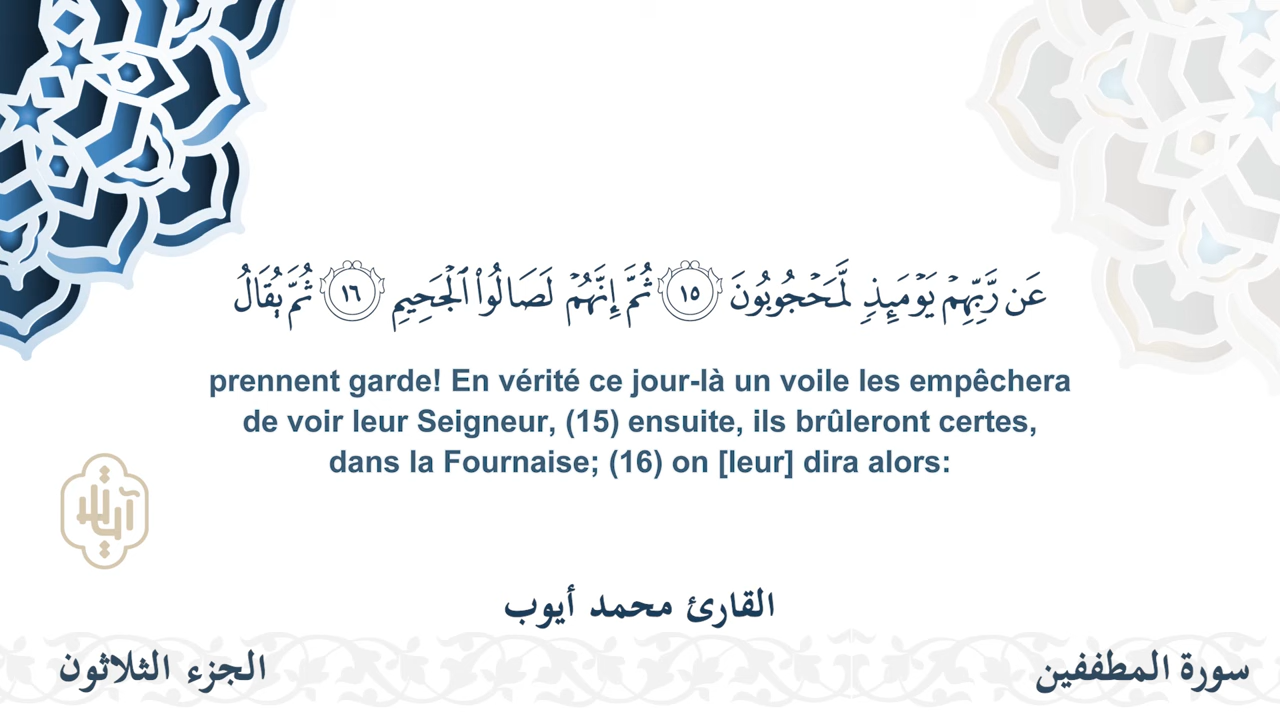 عَن رَّبِّهِمْ يَوْمَئِذٍ لَّمَحْجُوبُونَ ١٥ ثُمَّ إِنَّهُمْ لَصَالُوا۟ ٱلْجَحِيمِ ١٦ ثُمَّ يُقَالُ
prennent garde! En vérité ce jour-là un voile les empêchera
de voir leur Seigneur, (15) ensuite, ils brûleront certes,
dans la Fournaise; (16) on [leur] dira alors:
القارئ محمد أيوب
سورة المطففين
الجزء الثلاثون